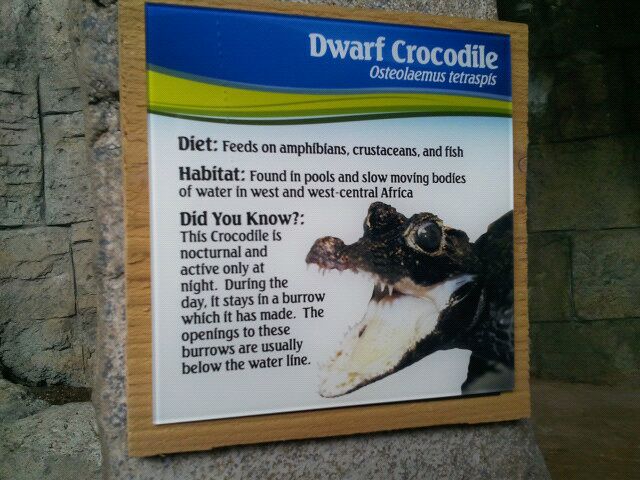 Dwarf Crocodile
Osteolaemus tetraspis
Diet: Feeds on amphibians, crustaceans, and fish
Habitat: Found in pools and slow moving bodies
of water in west and west-central Africa
Did You Know?:
This Crocodile is
nocturnal and
active only at
night. During the
day, it stays in a burrow
which it has made. The
openings to these
burrows are usually
below the water line.